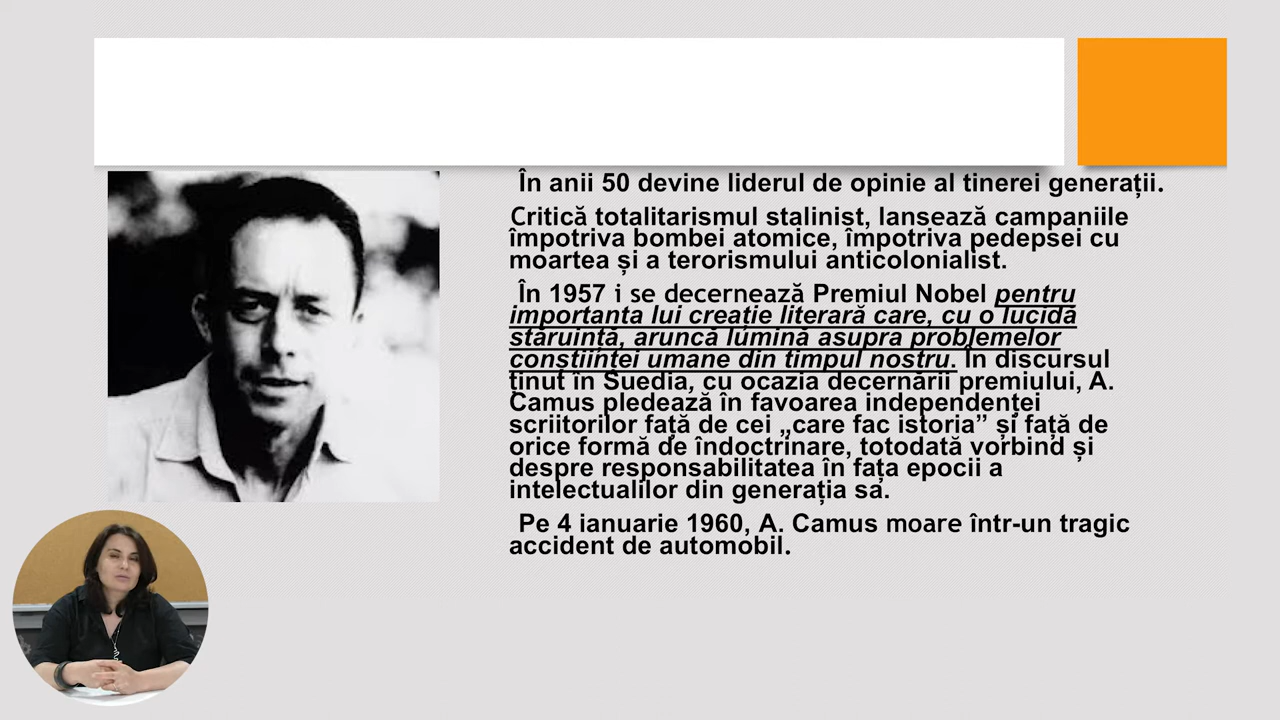 În anii 50 devine liderul de opinie al tinerei generații.
Critică totalitarismul stalinist, lansează campaniile
împotriva bombei atomice, împotriva pedepsei cu
moartea și a terorismului anticolonialist.
În 1957 i se decernează Premiul Nobel pentru
importanta lui creație literară care, cu o lucidă
stăruință, aruncă lumină asupra problemelor
conștiinței umane din timpul nostru. În discursul
ținut în Suedia, cu ocazia decernării premiului, A.
Camus pledează în favoarea independenței
scriitorilor față de cei „care fac istoria” și față de
orice formă de îndoctrinare, totodată vorbind și
despre responsabilitatea în fața epocii a
intelectualilor din generația sa.
Pe 4 ianuarie 1960, A. Camus moare într-un tragic
accident de automobil.